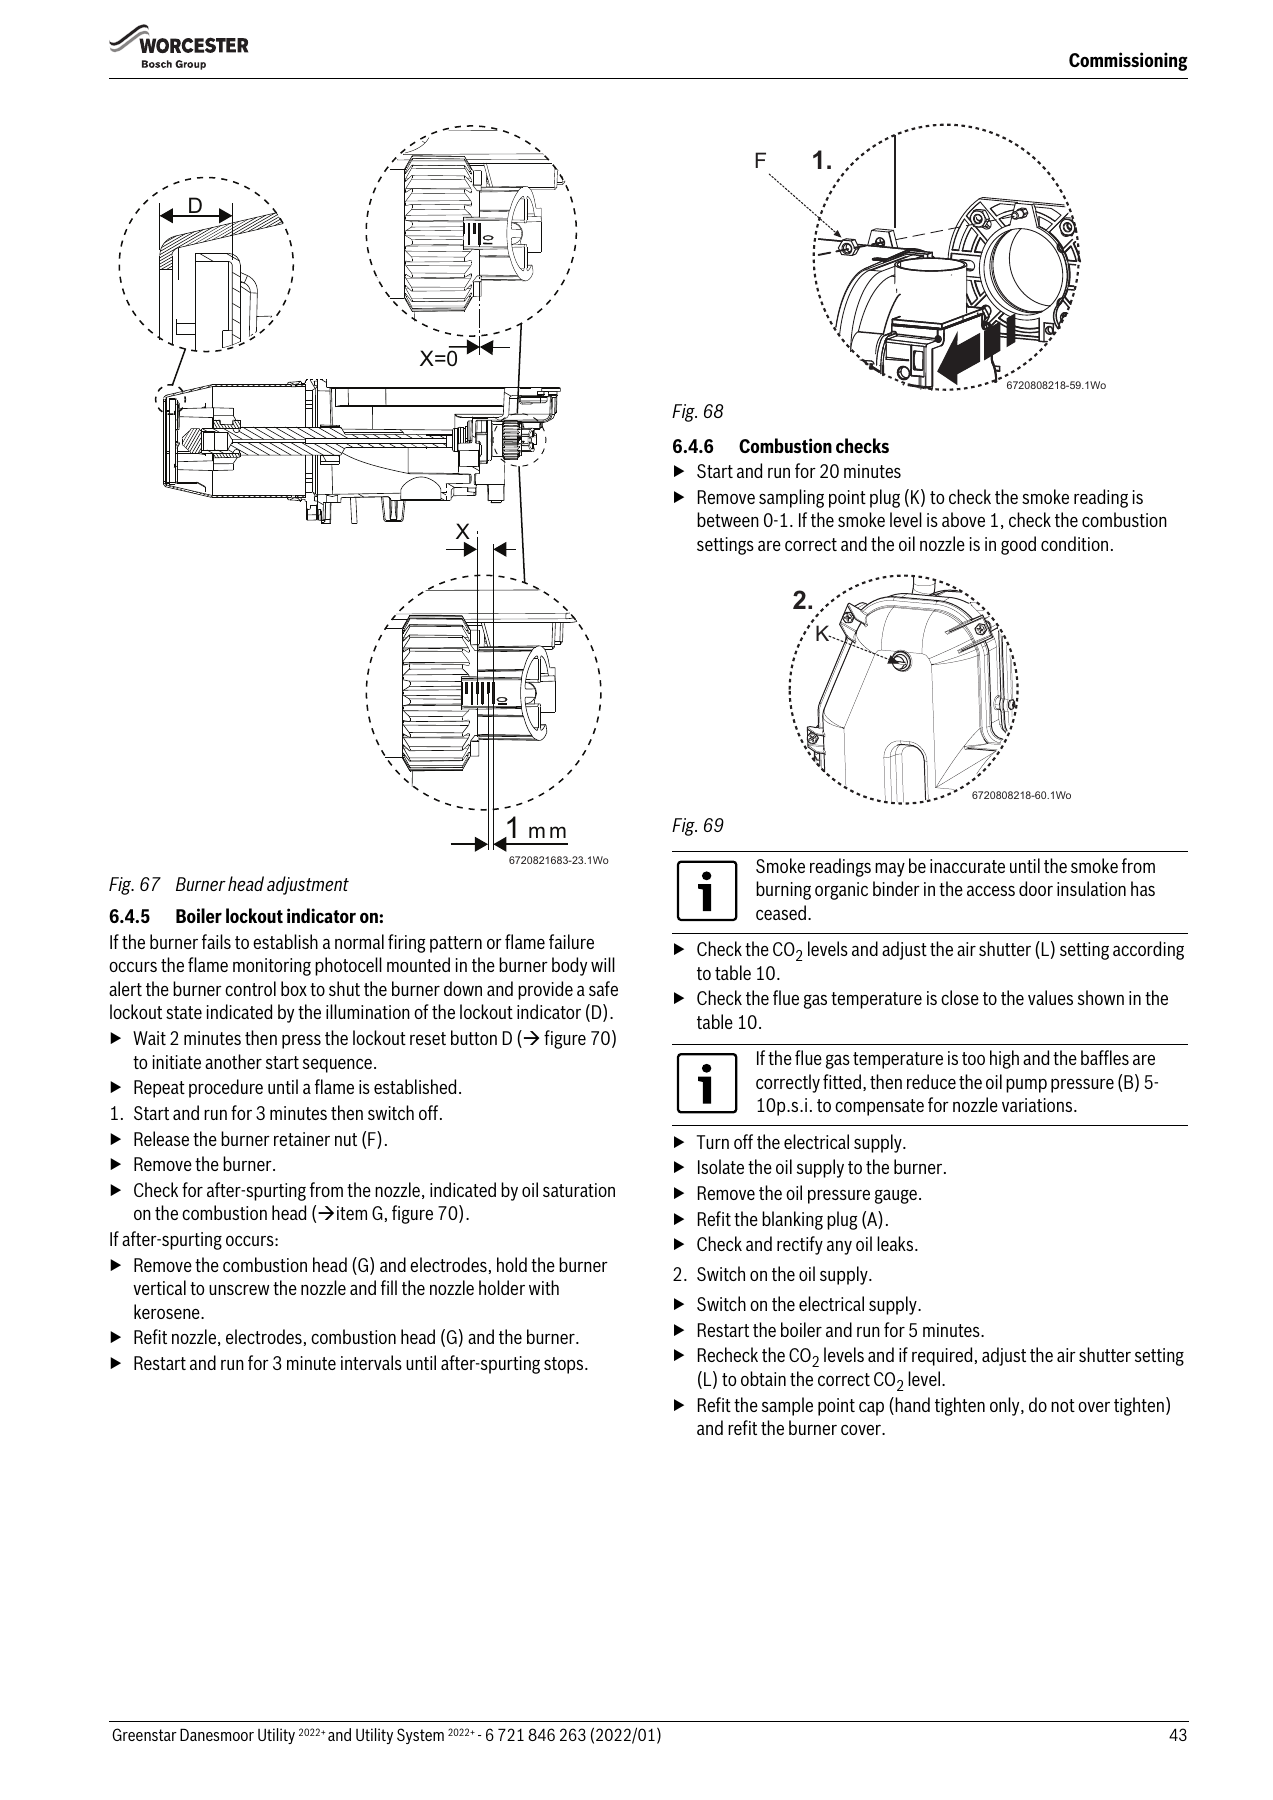 WORCESTER
Bosch Group
Commissioning
D
X=0
X
1 mm
6720821683-23.1Wo
Fig. 67 Burner head adjustment
6.4.5 Boiler lockout indicator on:
If the burner fails to establish a normal firing pattern or flame failure
occurs the flame monitoring photocell mounted in the burner body will
alert the burner control box to shut the burner down and provide a safe
lockout state indicated by the illumination of the lockout indicator (D).
▶ Wait 2 minutes then press the lockout reset button D (→ figure 70)
to initiate another start sequence.
▶ Repeat procedure until a flame is established.
1. Start and run for 3 minutes then switch off.
▶ Release the burner retainer nut (F).
▶ Remove the burner.
▶ Check for after-spurting from the nozzle, indicated by oil saturation
on the combustion head (→item G, figure 70).
If after-spurting occurs:
▶ Remove the combustion head (G) and electrodes, hold the burner
vertical to unscrew the nozzle and fill the nozzle holder with
kerosene.
▶ Refit nozzle, electrodes, combustion head (G) and the burner.
▶ Restart and run for 3 minute intervals until after-spurting stops.
F 1.
6720808218-59.1Wo
Fig. 68
6.4.6 Combustion checks
▶ Start and run for 20 minutes
▶ Remove sampling point plug (K) to check the smoke reading is
between 0-1. If the smoke level is above 1, check the combustion
settings are correct and the oil nozzle is in good condition.
2.
K
6720808218-60.1Wo
Fig. 69
i
Smoke readings may be inaccurate until the smoke from
burning organic binder in the access door insulation has
ceased.
▶ Check the CO2 levels and adjust the air shutter (L) setting according
to table 10.
▶ Check the flue gas temperature is close to the values shown in the
table 10.
i
If the flue gas temperature is too high and the baffles are
correctly fitted, then reduce the oil pump pressure (B) 5-
10p.s.i. to compensate for nozzle variations.
▶ Turn off the electrical supply.
▶ Isolate the oil supply to the burner.
▶ Remove the oil pressure gauge.
▶ Refit the blanking plug (A).
▶ Check and rectify any oil leaks.
2. Switch on the oil supply.
▶ Switch on the electrical supply.
▶ Restart the boiler and run for 5 minutes.
▶ Recheck the CO2 levels and if required, adjust the air shutter setting
(L) to obtain the correct CO2 level.
▶ Refit the sample point cap (hand tighten only, do not over tighten)
and refit the burner cover.
Greenstar Danesmoor Utility 2022+ and Utility System 2022+ - 6 721 846 263 (2022/01)
43